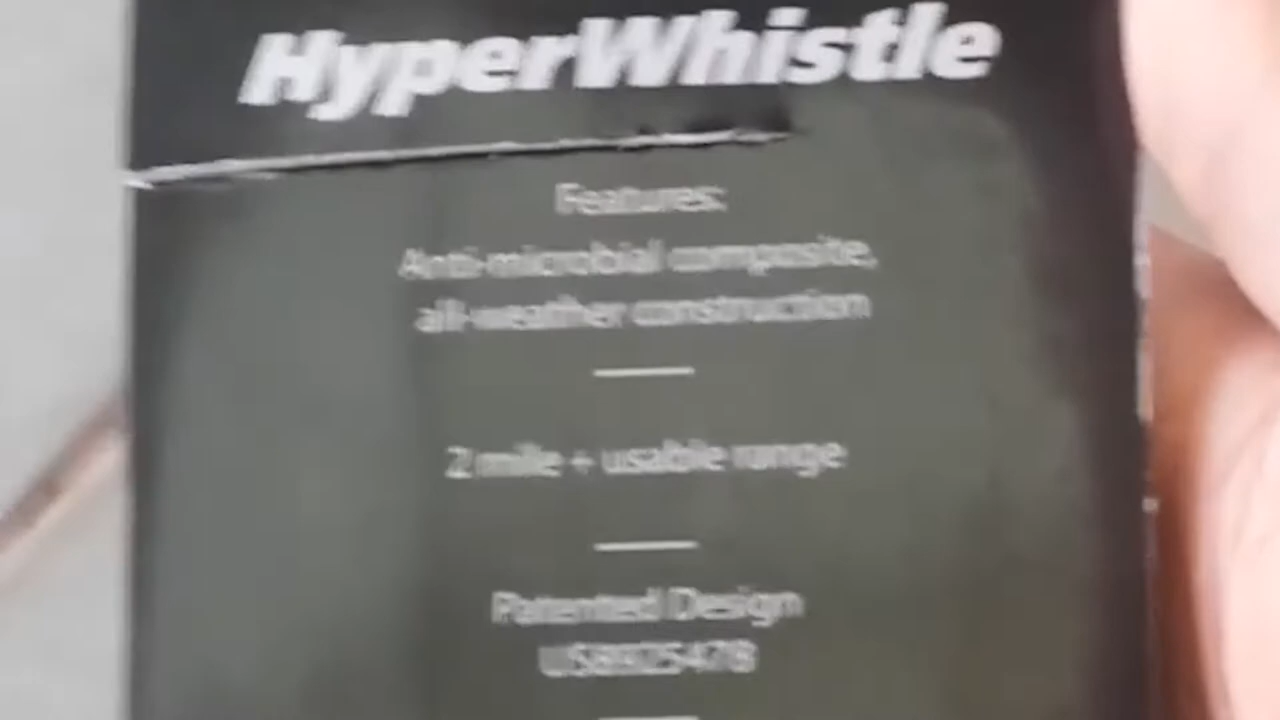 HyperWhistle
Features:
Anti-microbial composite,
all-weather construction
2 mile + usable range
Patented Design